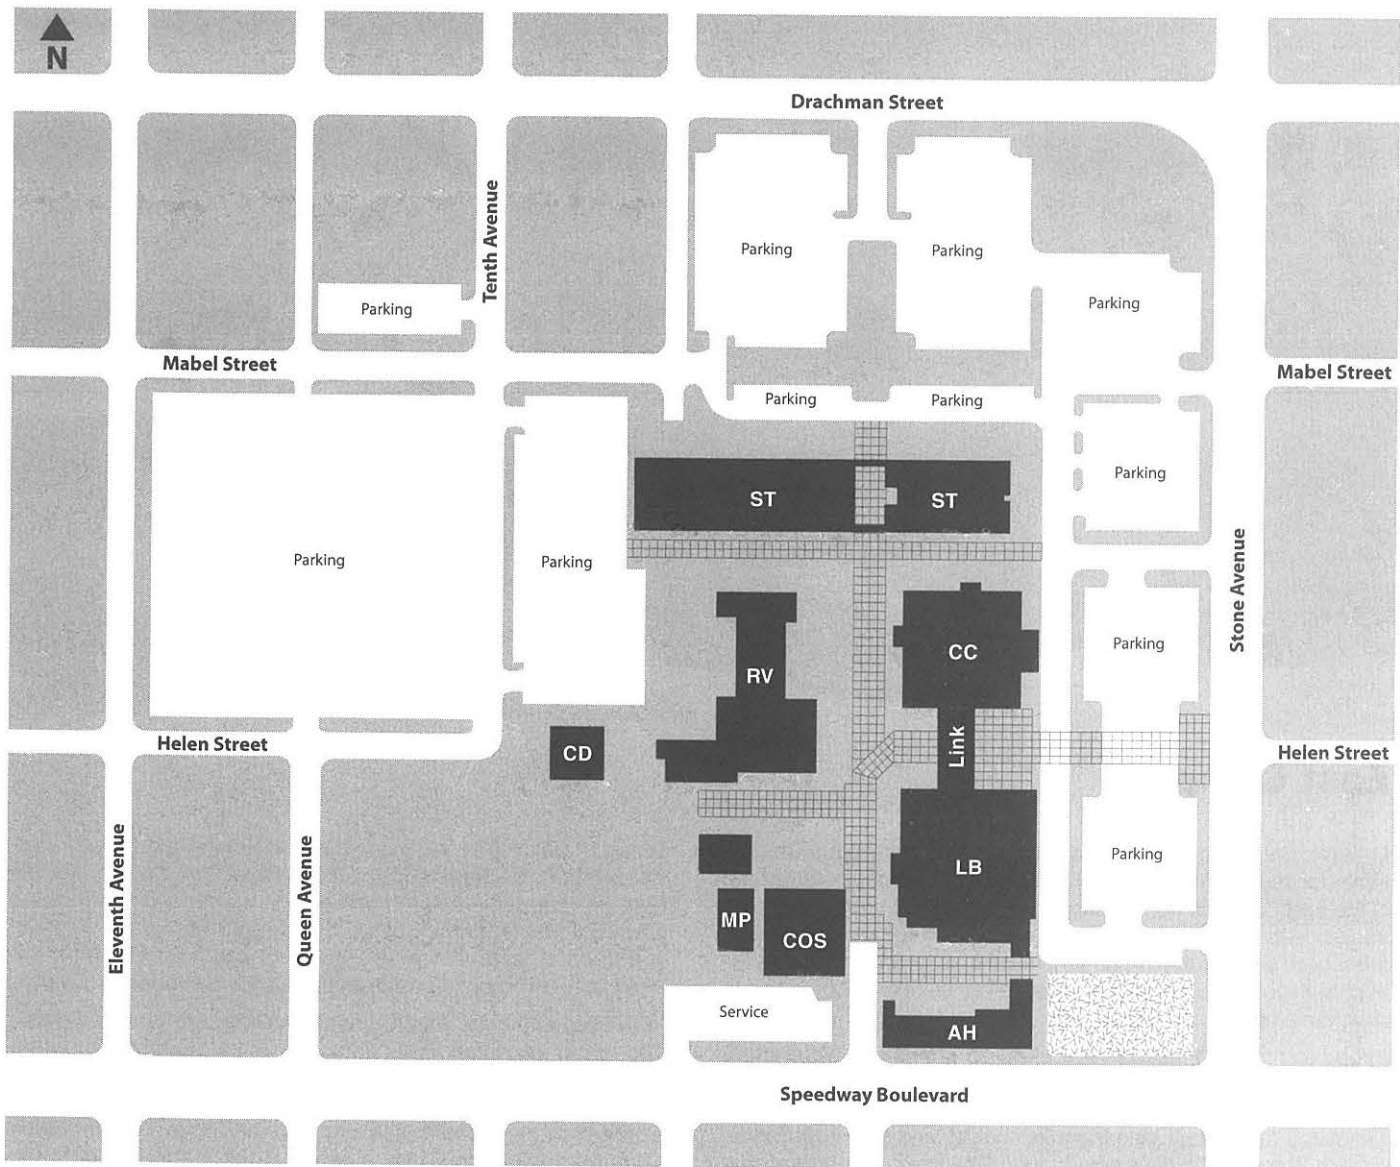 N
Drachman Street
Tenth Avenue
Parking
Parking
Parking
Parking
Mabel Street
Mabel Street
Parking
Parking
Parking
ST
ST
Stone Avenue
Parking
Parking
CC
Parking
RV
Link
Helen Street
CD
Helen Street
Eleventh Avenue
Queen Avenue
LB
Parking
MP
COS
Service
AH
Speedway Boulevard